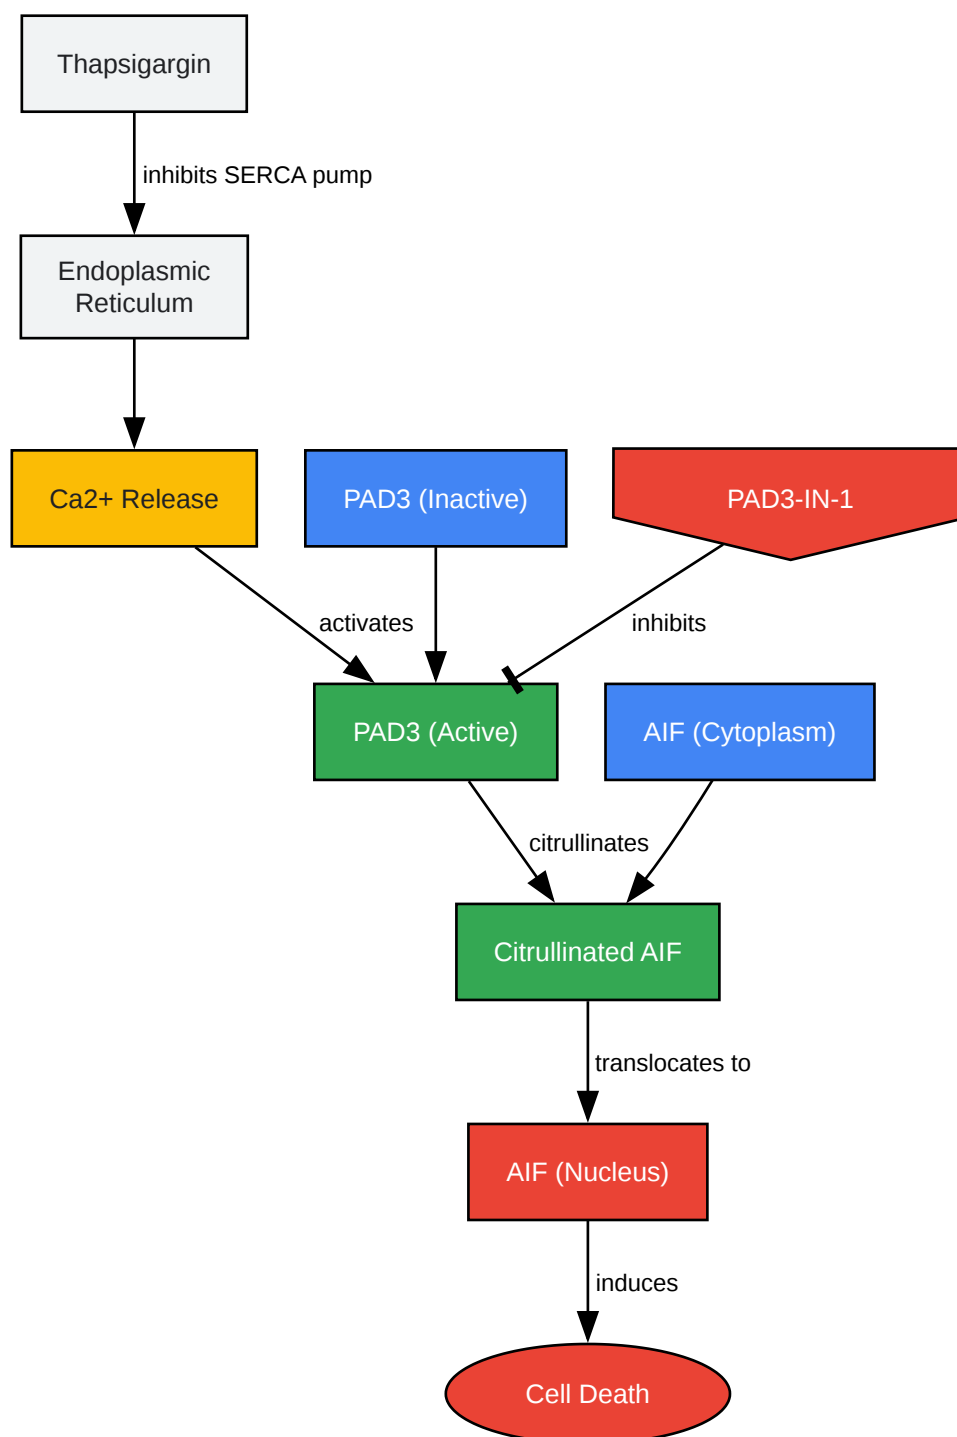 Thapsigargin
inhibits SERCA pump
Endoplasmic
Reticulum
Ca2+ Release
PAD3 (Inactive)
PAD3-IN-1
activates
inhibits
PAD3 (Active)
AIF (Cytoplasm)
citrullinates
Citrullinated AIF
translocates to
AIF (Nucleus)
induces
Cell Death